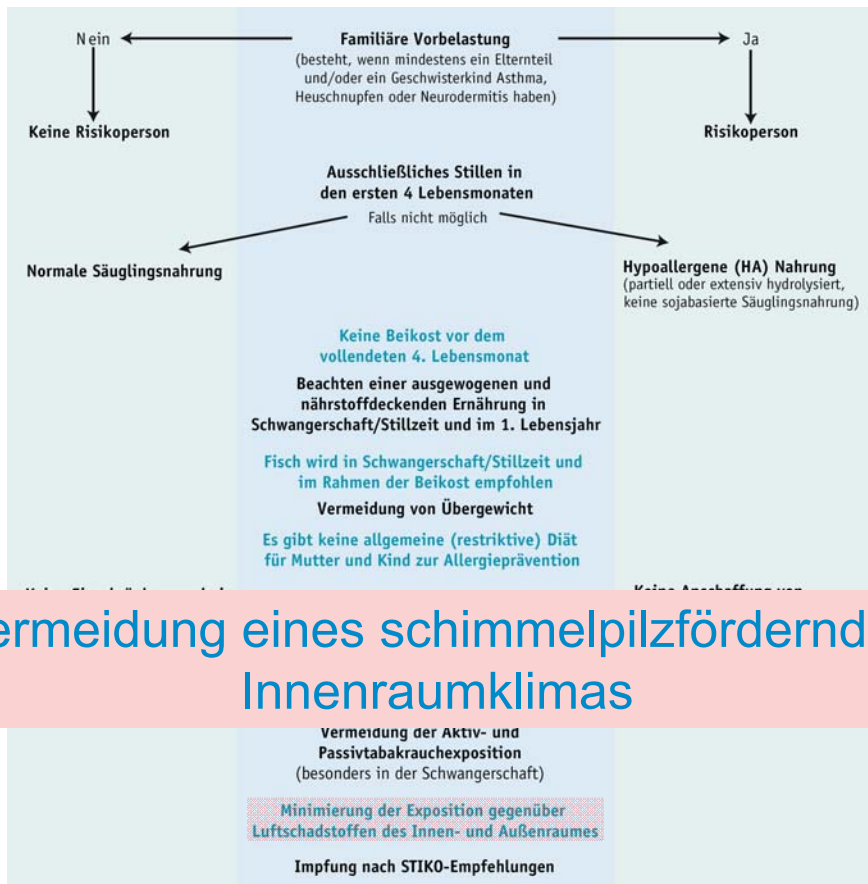 Nein
Familiäre Vorbelastung
Ja
(besteht, wenn mindestens ein Elternteil
und/oder ein Geschwisterkind Asthma,
Heuschnupfen oder Neurodermitis haben)
Keine Risikoperson
Risikoperson
Ausschließliches Stillen in
den ersten 4 Lebensmonaten
Falls nicht möglich
Normale Säuglingsnahrung
Hypoallergene (HA) Nahrung
(partiell oder extensiv hydrolysiert,
keine sojabasierte Säuglingsnahrung)
Keine Beikost vor dem
vollendeten 4. Lebensmonat
Beachten einer ausgewogenen und
nährstoffdeckenden Ernährung in
Schwangerschaft/Stillzeit und im 1. Lebensjahr
Fisch wird in Schwangerschaft/Stillzeit und
im Rahmen der Beikost empfohlen
Vermeidung von Übergewicht
Es gibt keine allgemeine (restriktive) Diät
für Mutter und Kind zur Allergieprävention
Keine Anschaffung von
ermeidung eines schimmelpilzfördernd
Innenraumklimas
Vermeidung der Aktiv- und
Passivtabakrauchexposition
(besonders in der Schwangerschaft)
Minimierung der Exposition gegenüber
Luftschadstoffen des Innen- und Außenraumes
Impfung nach STIKO-Empfehlungen